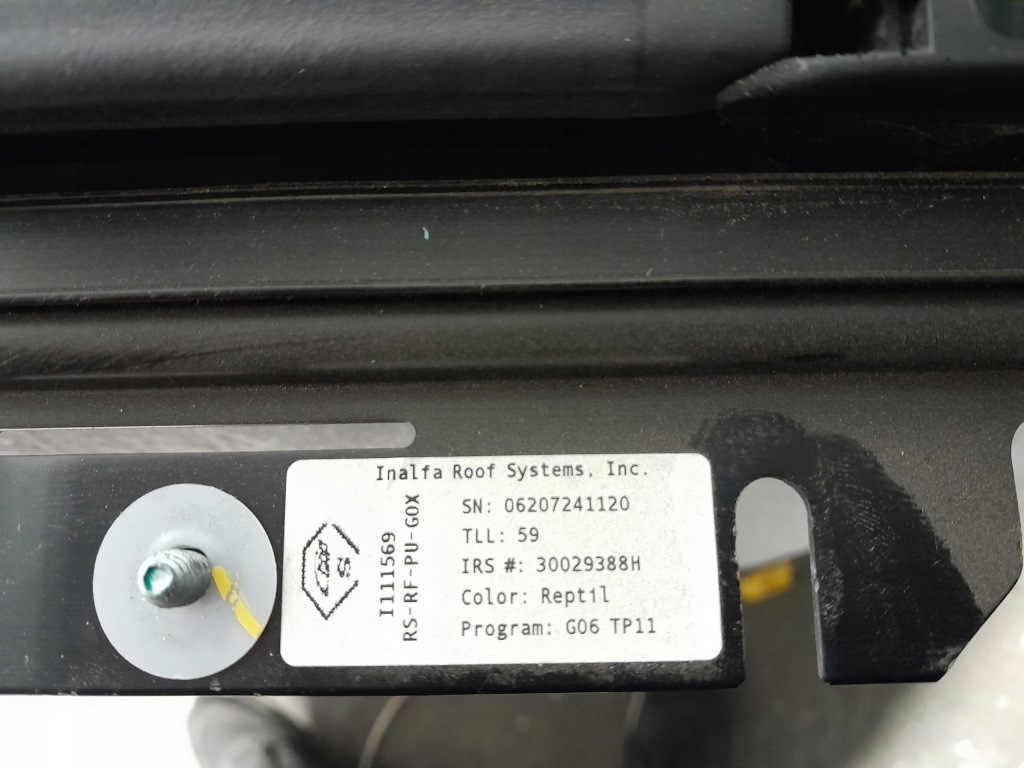 Inalfa Roof Systems, Inc.
I111569
RS-RF-PU-GOX
SN: 06207241120
TLL: 59
IRS #: 30029388H
Color: Reptil
Program: G06 TP11